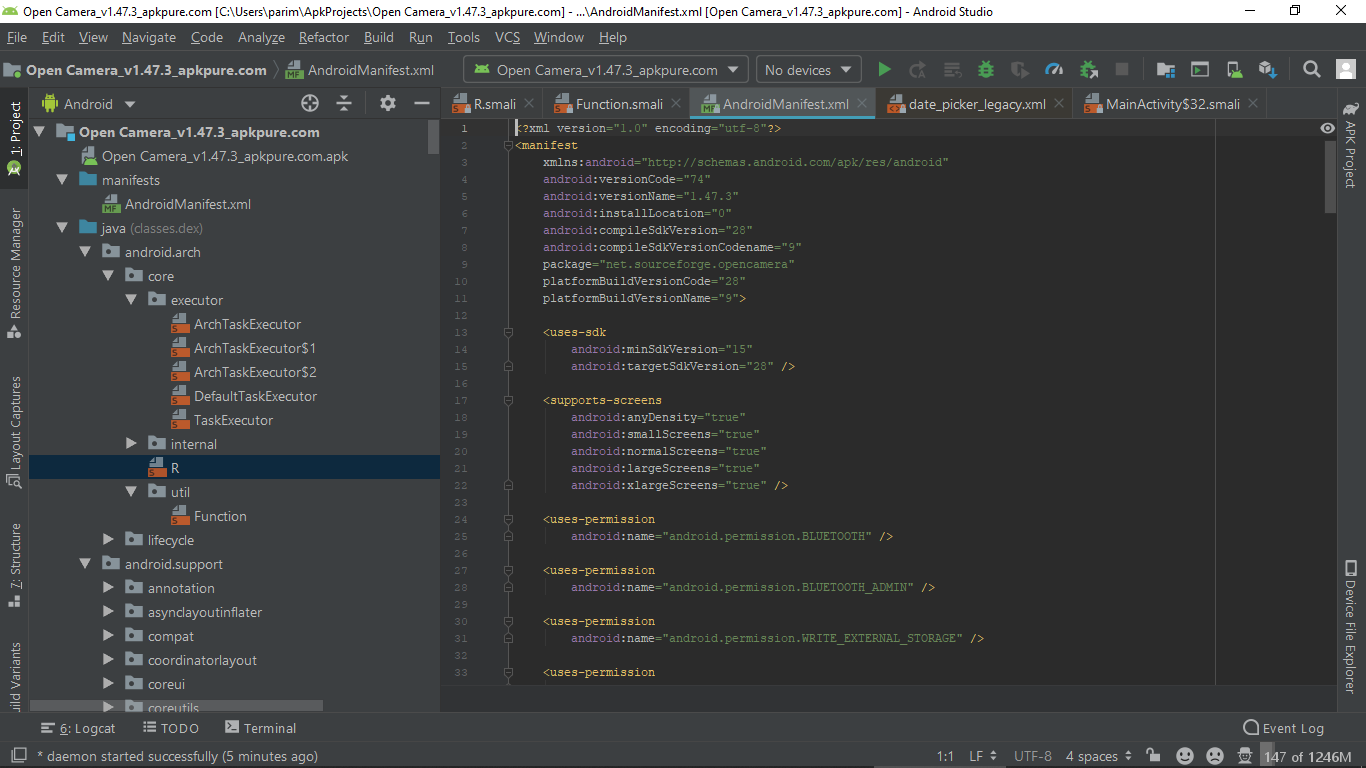 Open Camera_v1.47.3_apkpure.com [C:\Users\parim\ApkProjects\Open Camera_v1.47.3_apkpure.com] - ...\AndroidManifest.xml [Open Camera_v1.47.3_apkpure.com] - Android Studio
File Edit View Navigate Code Analyze Refactor Build Run Tools VCS Window Help
Open Camera_v1.47.3_apkpure.com AndroidManifest.xml Open Camera_v1.47.3_apkpure.com No devices
Android
R.smali Function.smali AndroidManifest.xml date_picker_legacy.xml MainActivity$32.smali
1: Project
Resource Manager
Layout Captures
7: Structure
ild Variants
Open Camera_v1.47.3_apkpure.com
Open Camera_v1.47.3_apkpure.com.apk
manifests
AndroidManifest.xml
java (classes.dex)
android.arch
core
executor
ArchTaskExecutor
ArchTaskExecutor$1
ArchTaskExecutor$2
DefaultTaskExecutor
TaskExecutor
internal
R
util
Function
lifecycle
android.support
annotation
asynclayoutinflater
compat
coordinatorlayout
coreui
coreutils
1 <?xml version="1.0" encoding="utf-8"?>
2 <manifest
3 xmlns:android="http://schemas.android.com/apk/res/android"
4 android:versionCode="74"
5 android:versionName="1.47.3"
6 android:installLocation="0"
7 android:compileSdkVersion="28"
8 android:compileSdkVersionCodename="9"
9 package="net.sourceforge.opencamera"
10 platformBuildVersionCode="28"
11 platformBuildVersionName="9">
12
13 <uses-sdk
14 android:minSdkVersion="15"
15 android:targetSdkVersion="28" />
16
17 <supports-screens
18 android:anyDensity="true"
19 android:smallScreens="true"
20 android:normalScreens="true"
21 android:largeScreens="true"
22 android:xlargeScreens="true" />
23
24 <uses-permission
25 android:name="android.permission.BLUETOOTH" />
26
27 <uses-permission
28 android:name="android.permission.BLUETOOTH_ADMIN" />
29
30 <uses-permission
31 android:name="android.permission.WRITE_EXTERNAL_STORAGE" />
32
33 <uses-permission
APK Project
Device File Explorer
6: Logcat TODO Terminal Event Log
* daemon started successfully (5 minutes ago) 1:1 LF UTF-8 4 spaces 147 of 1246M